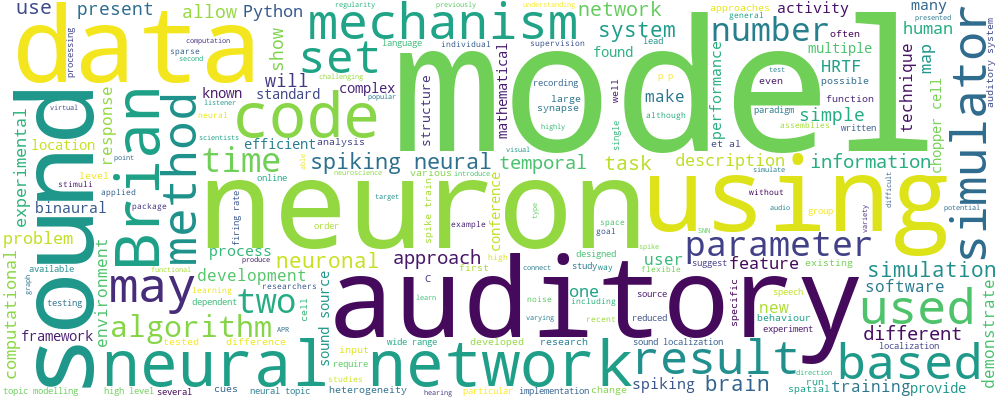 use
present
allow
Python
regularity
previously
understanding
approaches
activity
many
presented
data
processing
sparse
computation
second
show
mechanism
network
general
often
human
auditory system
set
language
individual
supervision
lead
system
found
number
multiple
HRTF
map
technique
simulator
model
sound
virtual
known
will
standard
complex
mathematical
structure
recording
large
synapse
highly
well
make
although
performance
p p
test
even
possible
paradigm
function
simple
assemblies
written
chopper cell
experimental
location
response
Brian
method
listener
code
efficient
analysis
popular
challenging
visual
single
et al
neural
scientists
time
spiking neural
temporal
task
description
information
level
point
stimuli
applied
package
able
neuroscience
online
various
introduce
simulate
without
difficult
binaural
neuron
using
firing rate
target
spike train
order
example
conference
type
space
goal
audio
group
variety
potential
problem
computational
available
graph
testing
environment
functional
process
produce
neuronal
approach
high
first
designed
study
way
spike
SNN
user
flexible
parameter
suggest
feature
existing
simulation
software
may
development
researchers
learning
dependent
two
cell
sound source
C
learn
connect
including
one
noise
varying
recent
source
reduced
specific
speech
new
behaviour
experiment
used
demonstrate
framework
algorithm
APR
tested
difference
auditory
wide range
developed
research
sound localization
different
localization
neural
network
input
require
studies
result
based
direction
run
topic modelling
high level
several
cues
neural topic
heterogeneity
hearing
particular
implementation
change
spiking
brain
spatial
training
provide